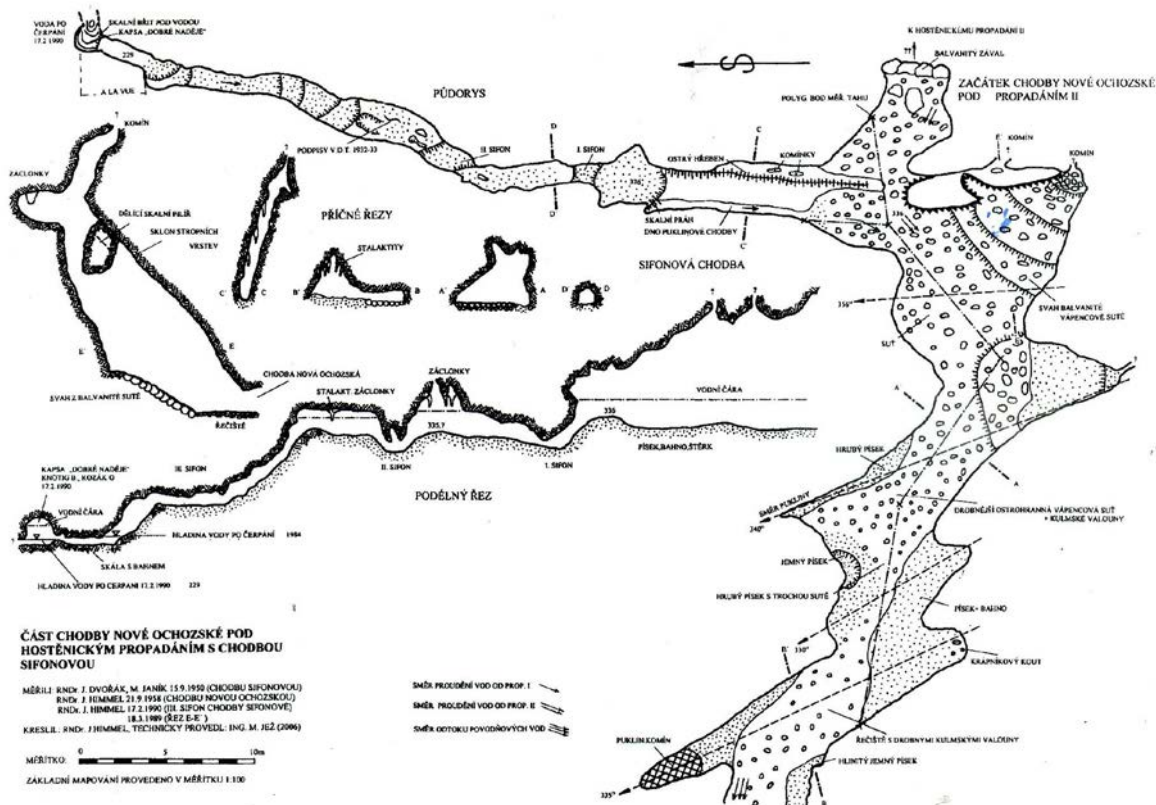 VODA PO
ČERPÁNÍ
17.2.1990
SKALNÍ BŘIT POD VODOU
KAPSA „DOBRÉ NADĚJE"
229
A LA VUE
PŮDORYS
PODPISY V.D.T. 1932-33
II. SIFON
D
D'
I. SIFON
S
K HOSTĚNICKÉMU PROPADÁNÍ II
??
BALVANITÝ ZÁVAL
ZAČÁTEK CHODBY NOVÉ OCHOZSKÉ
POD PROPADÁNÍM II
POLYG. BOD MĚŘ. TAHU
OSTRÝ HŘEBEN
C
KOMÍNKY
E'
KOMÍN
KOMÍN
336
SKALNÍ PRÁH
DNO PUKLINOVÉ CHODBY
C'
SIFONOVÁ CHODBA
356°
SUŤ
SVAH BALVANITÉ
VÁPENCOVÉ SUTĚ
?
KOMÍN
ZÁCLONKY
DĚLÍCÍ SKALNÍ PILÍŘ
SKLON STROPNÍCH
VRSTEV
E'
E
SVAH Z BALVANITÉ SUTĚ
CHODBA NOVÁ OCHOZSKÁ
ŘEČIŠTĚ
?
PŘÍČNÉ ŘEZY
STALAKTITY
C'
C
B'
B
A'
A
D'
D
STALAKT. ZÁCLONKY
ZÁCLONKY
?
?
VODNÍ ČÁRA
335,7
336
II. SIFON
I. SIFON
PÍSEK, BAHNO, ŠTĚRK
III. SIFON
PODÉLNÝ ŘEZ
KAPSA „DOBRÉ NADĚJE"
KNOTIG B., KOZÁK O
17.2.1990
VODNÍ ČÁRA
?
HLADINA VODY PO ČERPÁNÍ 1984
SKÁLA S BAHNEM
HLADINA VODY PO ČERPÁNÍ 17.2.1990
229
A
A
?
HRUBÝ PÍSEK
SMĚR PUKLINY
340°
DROBNĚJŠÍ OSTROHRANNÁ VÁPENCOVÁ SUŤ
+ KULMSKÉ VALOUNY
JEMNÝ PÍSEK
HRUBÝ PÍSEK S TROCHOU SUTĚ
PÍSEK+BAHNO
330°
B'
KRÁPNÍKOVÝ KOUT
PUKLIN.KOMÍN
325°
ŘEČIŠTĚ S DROBNÝMI KULMSKÝMI VALOUNY
HLINITÝ JEMNÝ PÍSEK
B
ČÁST CHODBY NOVÉ OCHOZSKÉ POD
HOSTĚNICKÝM PROPADÁNÍM S CHODBOU
SIFONOVOU
MĚŘILI: RNDr. J. DVOŘÁK, M. JANÍK 15.9.1950 (CHODBU SIFONOVOU)
RNDr. J. HIMMEL 21.9.1958 (CHODBU NOVOU OCHOZSKOU)
RNDr. J. HIMMEL 17.2.1990 (III. SIFON CHODBY SIFONOVÉ)
18.3.1989 (ŘEZ E-E')
KRESLIL: RNDr. J.HIMMEL, TECHNICKY PROVEDL: ING. M. JEŽ (2006)
MĚŘÍTKO:
0 5 10m
ZÁKLADNÍ MAPOVÁNÍ PROVEDENO V MĚŘÍTKU 1:100
SMĚR PROUDĚNÍ VOD OD PROP. I
SMĚR PROUDĚNÍ VOD OD PROP. II
SMĚR ODTOKU POVODŇOVÝCH VOD